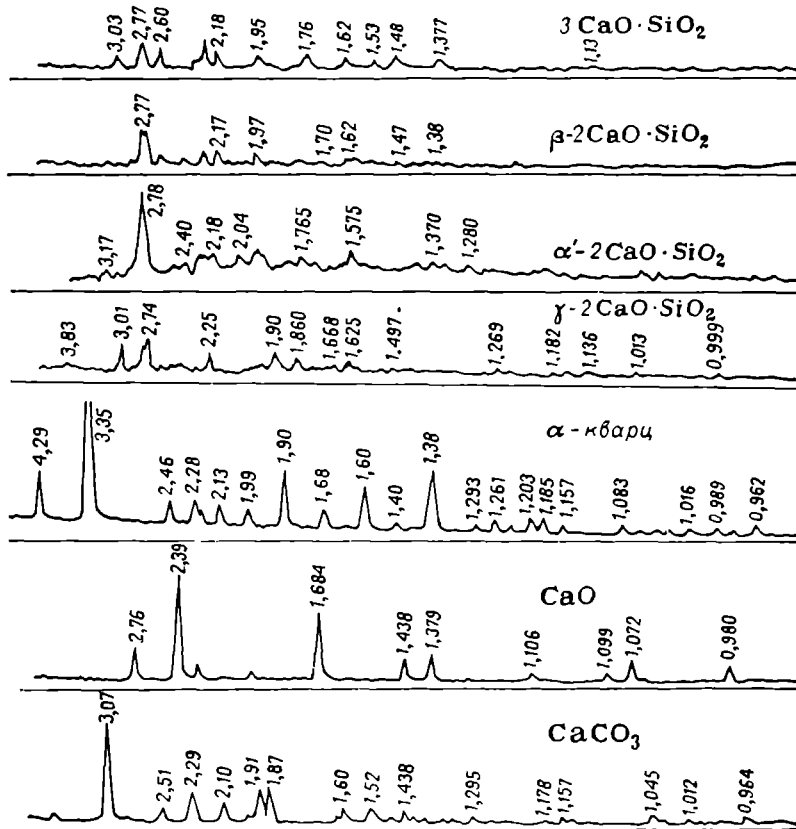 3,03 2,77 2,60 2,18 1,95 1,76 1,62 1,53 1,48 1,377 1,13 3CaO·SiO₂
2,77 2,17 1,97 1,70 1,62 1,47 1,38 β-2CaO·SiO₂
3,17 2,78 2,40 2,18 2,04 1,765 1,575 1,370 1,280 α'-2CaO·SiO₂
3,83 3,01 2,74 2,25 1,90 1,860 1,668 1,625 1,497 1,269 1,182 1,136 1,013 0,999 γ-2CaO·SiO₂
4,29 3,35 2,46 2,28 2,13 1,99 1,90 1,68 1,60 1,40 1,38 1,293 1,261 1,203 1,185 1,157 1,083 1,016 0,989 0,962 α-кварц
2,76 2,39 1,684 1,438 1,379 1,106 1,099 1,072 0,980 CaO
3,07 2,51 2,29 2,10 1,91 1,87 1,60 1,52 1,438 1,295 1,178 1,157 1,045 1,012 0,964 CaCO₃